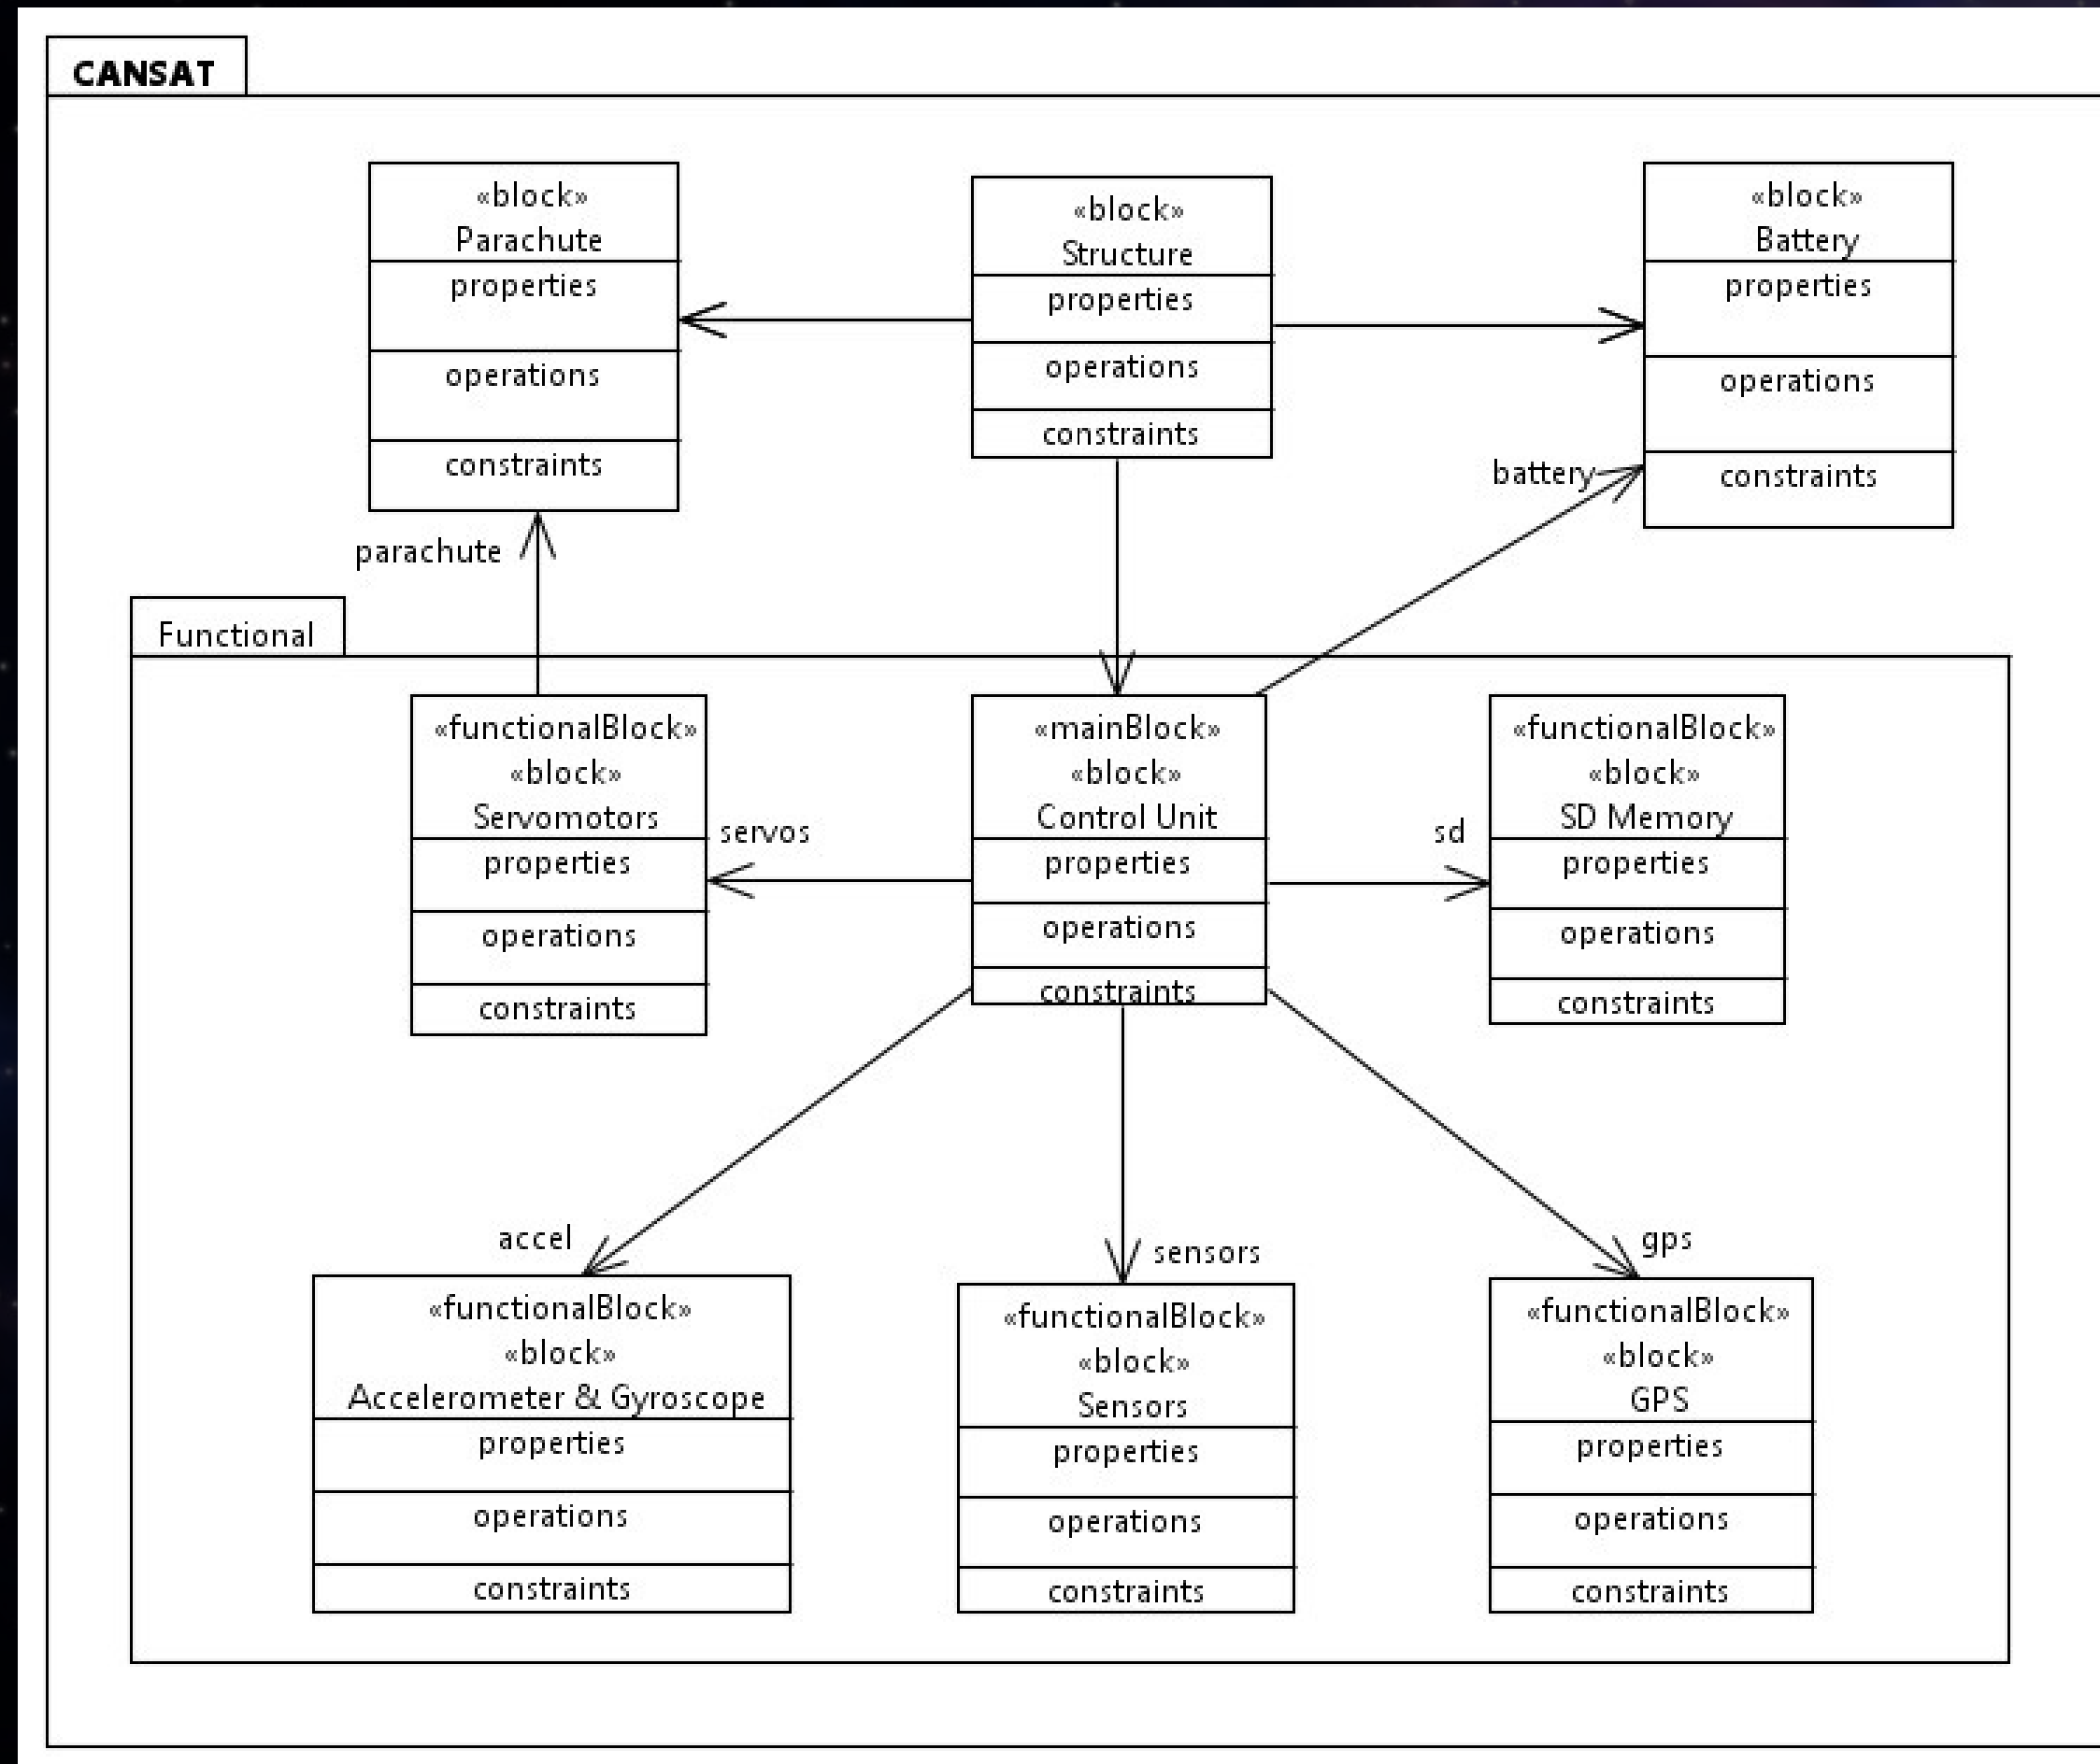 CANSAT
«block»
Parachute
properties
operations
constraints
«block»
Structure
properties
operations
constraints
«block»
Battery
properties
operations
constraints
battery
parachute
Functional
«functionalBlock»
«block»
Servomotors
properties
operations
constraints
servos
«mainBlock»
«block»
Control Unit
properties
operations
constraints
sd
«functionalBlock»
«block»
SD Memory
properties
operations
constraints
accel
«functionalBlock»
«block»
Accelerometer & Gyroscope
properties
operations
constraints
sensors
«functionalBlock»
«block»
Sensors
properties
operations
constraints
gps
«functionalBlock»
«block»
GPS
properties
operations
constraints